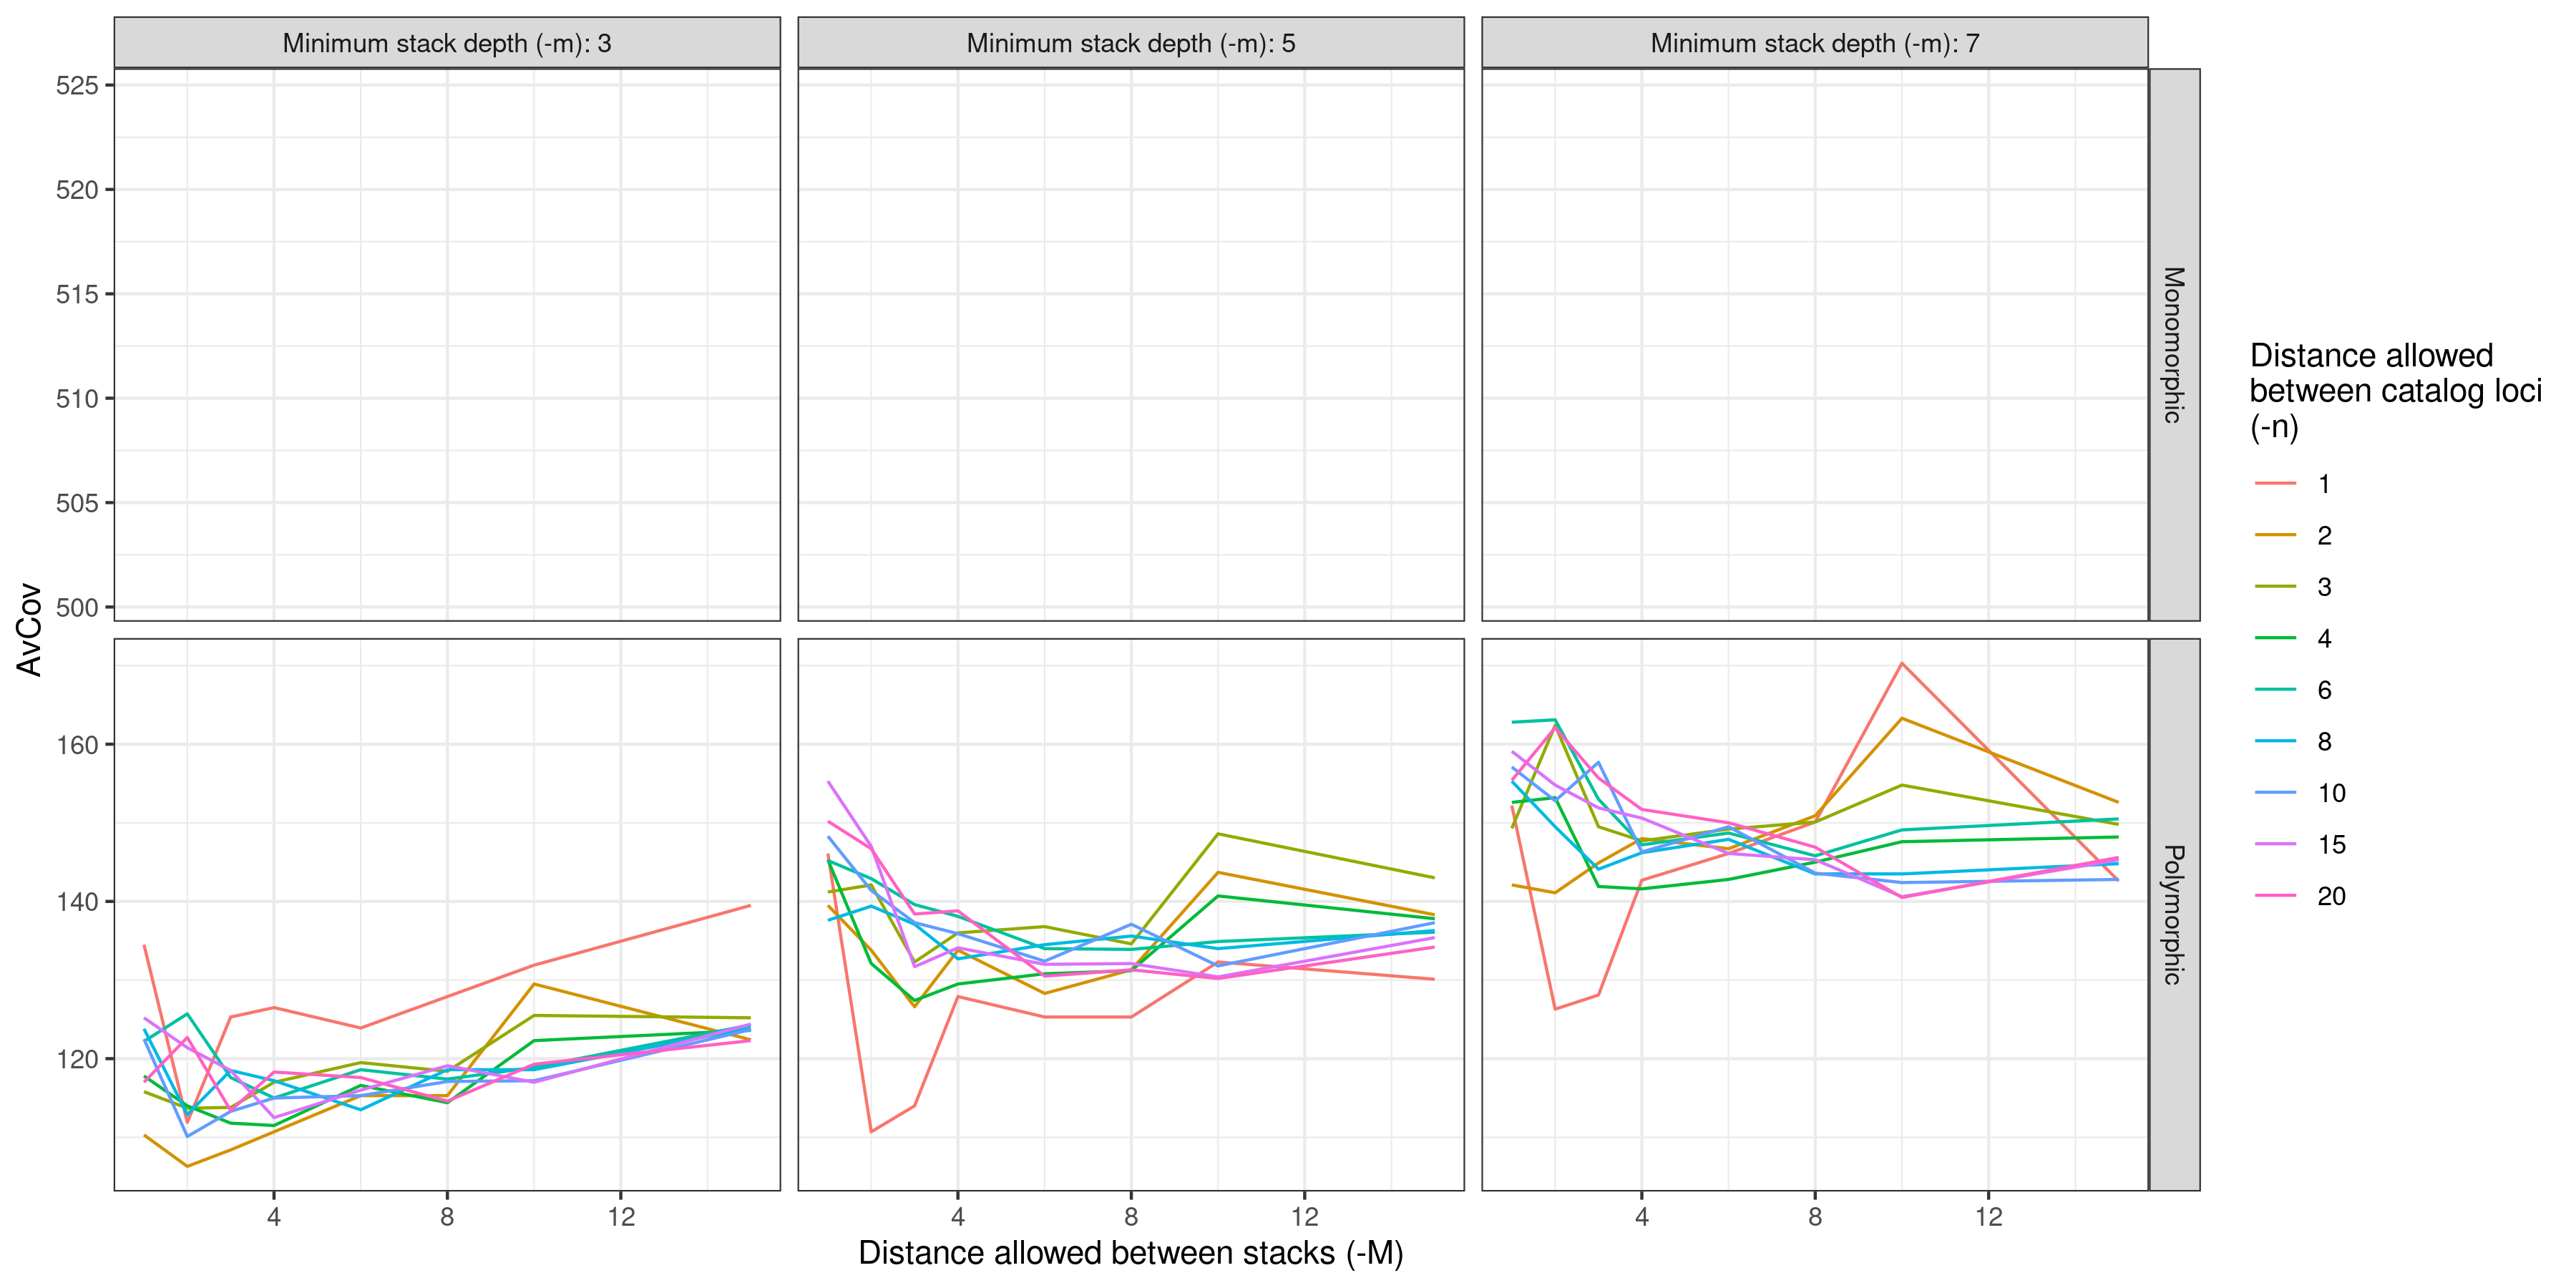 Minimum stack depth (-m): 3
Minimum stack depth (-m): 5
Minimum stack depth (-m): 7
525
520
515
510
505
500
Monomorphic
AvCov
160
140
120
Polymorphic
4
8
12
4
8
12
4
8
12
Distance allowed between stacks (-M)
Distance allowed
between catalog loci
(-n)
1
2
3
4
6
8
10
15
20